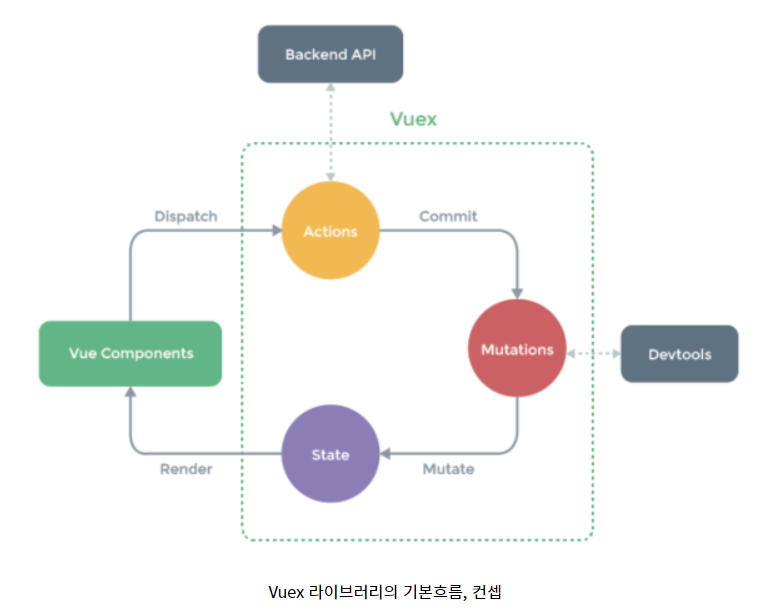 Backend API
Vuex
Dispatch
Actions
Commit
Vue Components
Mutations
Devtools
State
Render
Mutate
Vuex 라이브러리의 기본흐름, 컨셉